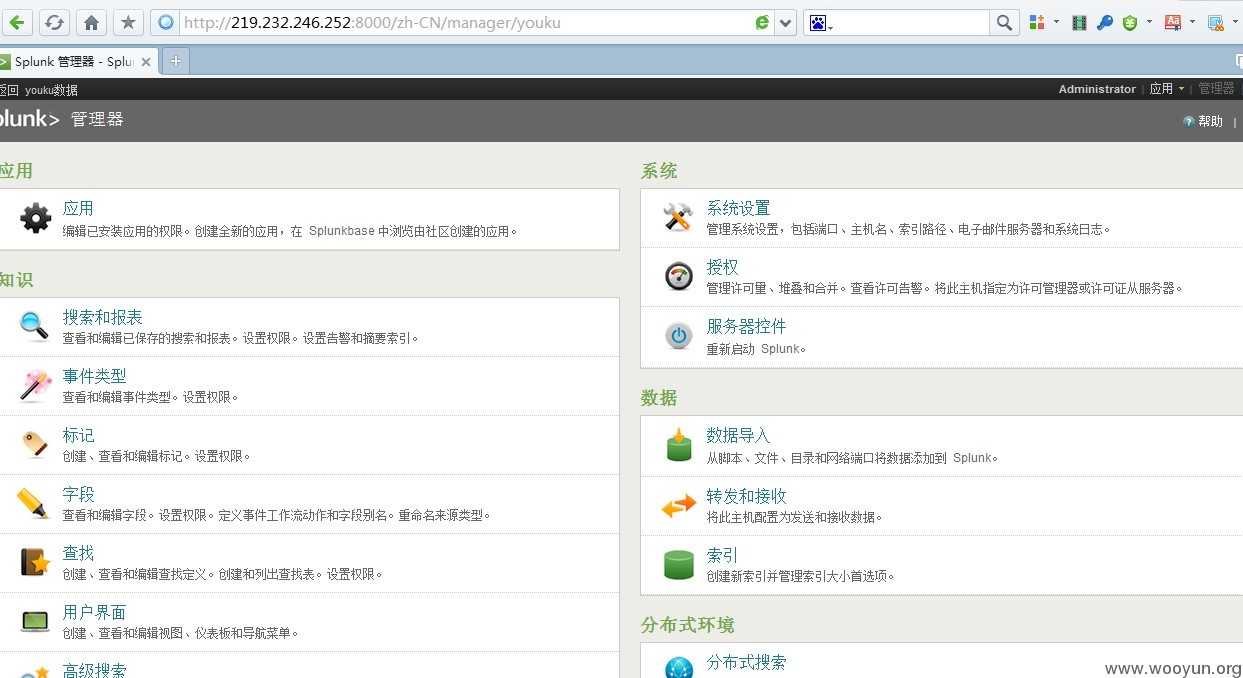 http://219.232.246.252:8000/zh-CN/manager/youku
Splunk 管理器 - Splu
返回 youku数据
Administrator | 应用 | 管理器
plunk> 管理器
帮助 |
应用
应用
编辑已安装应用的权限。创建全新的应用，在 Splunkbase 中浏览由社区创建的应用。
知识
搜索和报表
查看和编辑已保存的搜索和报表。设置权限。设置告警和摘要索引。
事件类型
查看和编辑事件类型。设置权限。
标记
创建、查看和编辑标记。设置权限。
字段
查看和编辑字段。设置权限。定义事件工作流动作和字段别名。重命名来源类型。
查找
创建、查看和编辑查找定义。创建和列出查找表。设置权限。
用户界面
创建、查看和编辑视图、仪表板和导航菜单。
高级搜索
系统
系统设置
管理系统设置，包括端口、主机名、索引路径、电子邮件服务器和系统日志。
授权
管理许可量、堆叠和合并。查看许可告警。将此主机指定为许可管理器或许可证从服务器。
服务器控件
重新启动 Splunk。
数据
数据导入
从脚本、文件、目录和网络端口将数据添加到 Splunk。
转发和接收
将此主机配置为发送和接收数据。
索引
创建新索引并管理索引大小首选项。
分布式环境
分布式搜索
www.wooyun.org